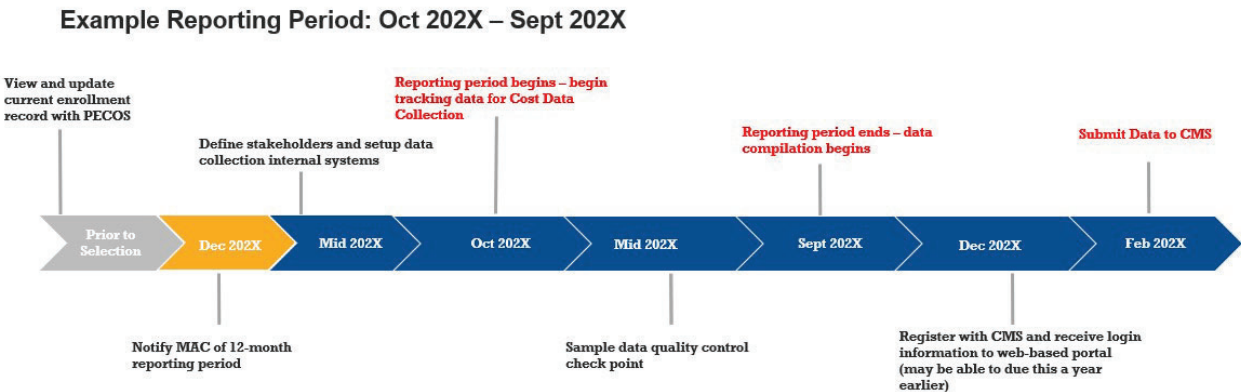 Example Reporting Period: Oct 202X – Sept 202X
View and update
current enrollment
record with PECOS
Reporting period begins – begin
tracking data for Cost Data
Collection
Define stakeholders and setup data
collection internal systems
Reporting period ends – data
compilation begins
Submit Data to CMS
Prior to
Selection
Dec 202X
Mid 202X
Oct 202X
Mid 202X
Sept 202X
Dec 202X
Feb 202X
Notify MAC of 12-month
reporting period
Sample data quality control
check point
Register with CMS and receive login
information to web-based portal
(may be able to due this a year
earlier)